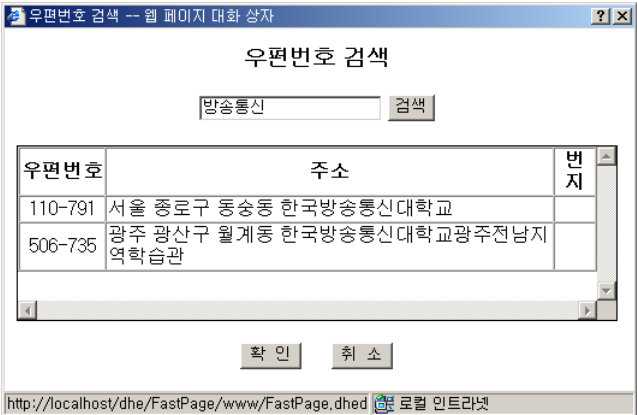 우편번호 검색 -- 웹 페이지 대화 상자
우편번호 검색
방송통신 검색
우편번호 주소 번
지
110-791 서울 종로구 동숭동 한국방송통신대학교
506-735 광주 광산구 월계동 한국방송통신대학교광주전남지
역학습관
확 인 취 소
http://localhost/dhe/FastPage/www/FastPage,dhed 로컬 인트라넷